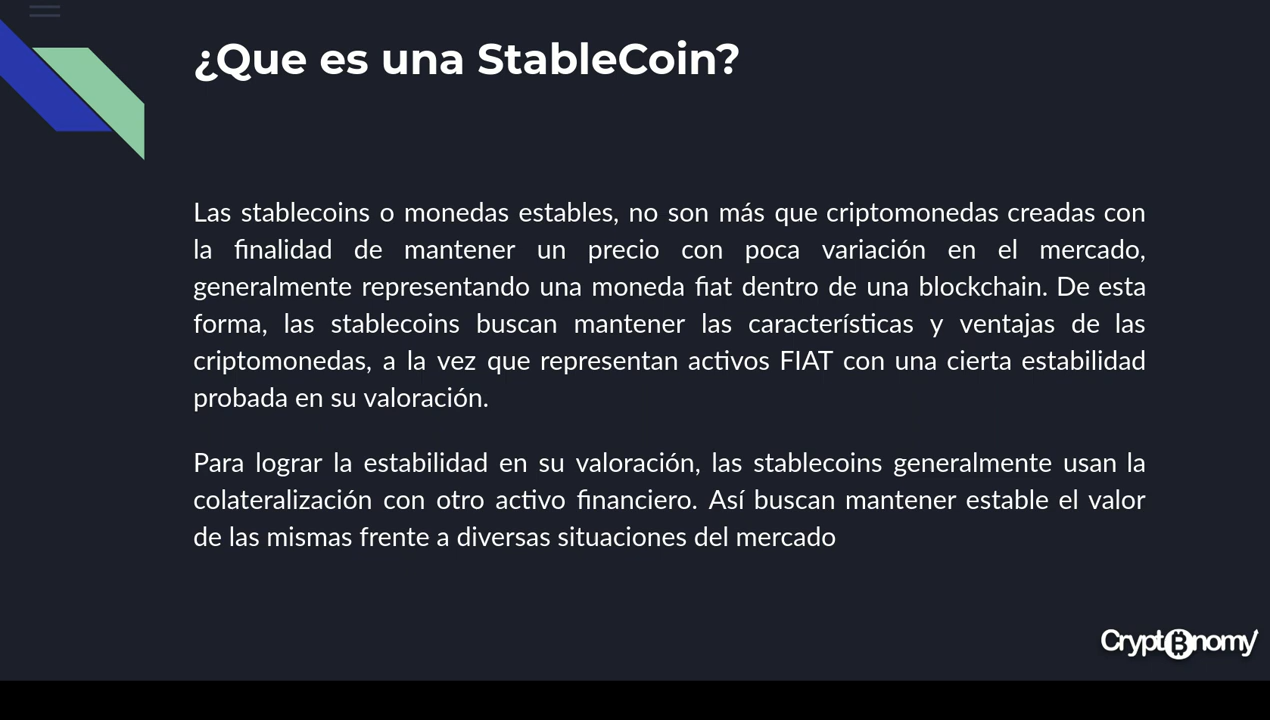 ¿Que es una StableCoin?
Las stablecoins o monedas estables, no son más que criptomonedas creadas con
la finalidad de mantener un precio con poca variación en el mercado,
generalmente representando una moneda fiat dentro de una blockchain. De esta
forma, las stablecoins buscan mantener las características y ventajas de las
criptomonedas, a la vez que representan activos FIAT con una cierta estabilidad
probada en su valoración.
Para lograr la estabilidad en su valoración, las stablecoins generalmente usan la
colateralización con otro activo financiero. Así buscan mantener estable el valor
de las mismas frente a diversas situaciones del mercado
CryptBnomy